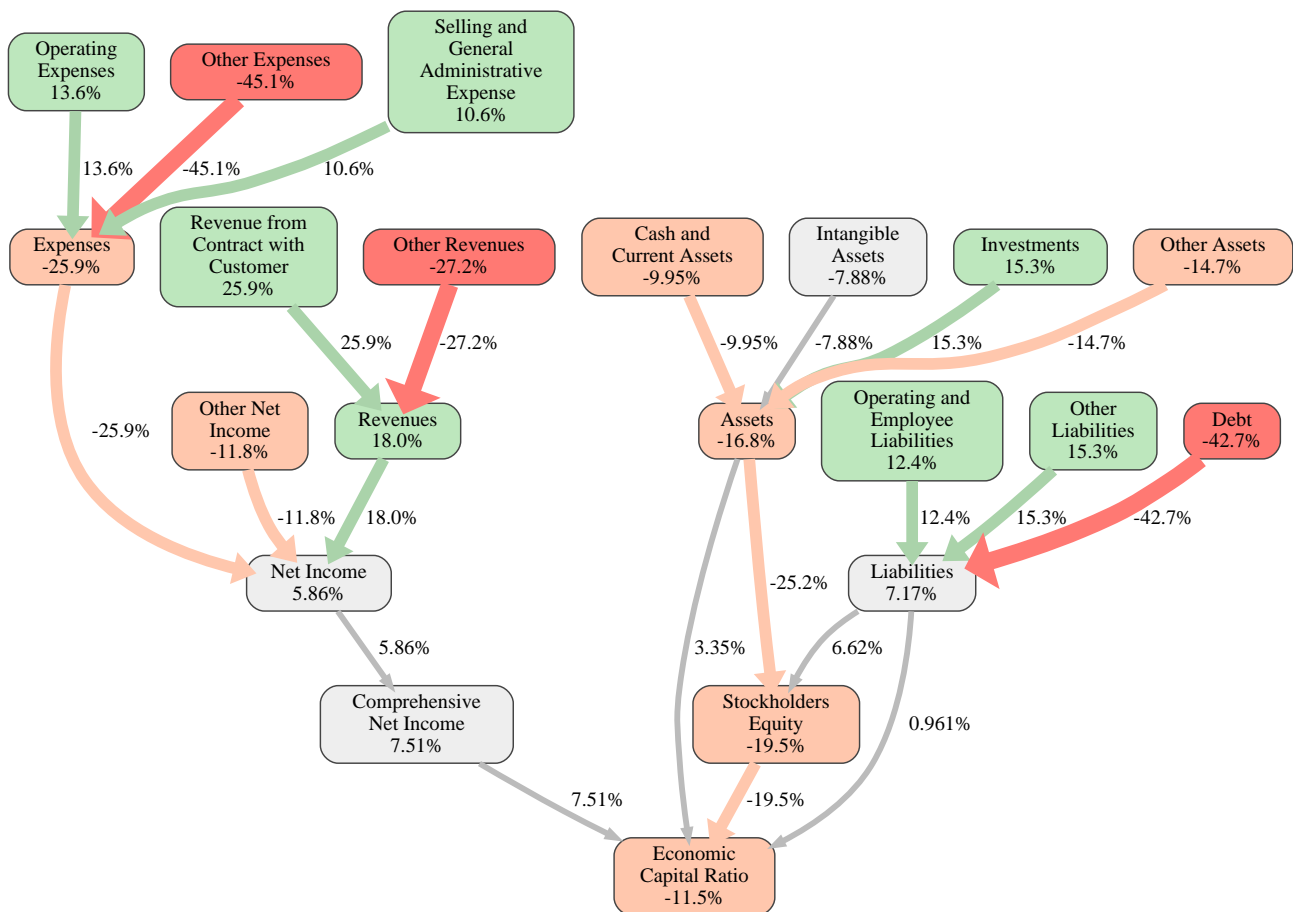 Operating
Expenses
13.6%
Other Expenses
-45.1%
Selling and
General
Administrative
Expense
10.6%
13.6%
-45.1%
10.6%
Expenses
-25.9%
Revenue from
Contract with
Customer
25.9%
Other Revenues
-27.2%
Cash and
Current Assets
-9.95%
Intangible
Assets
-7.88%
Investments
15.3%
Other Assets
-14.7%
25.9%
-27.2%
-9.95%
-7.88%
15.3%
-14.7%
-25.9%
Other Net
Income
-11.8%
Revenues
18.0%
Assets
-16.8%
Operating and
Employee
Liabilities
12.4%
Other
Liabilities
15.3%
Debt
-42.7%
-11.8%
18.0%
12.4%
15.3%
-42.7%
Net Income
5.86%
-25.2%
Liabilities
7.17%
5.86%
3.35%
6.62%
Comprehensive
Net Income
7.51%
Stockholders
Equity
-19.5%
0.961%
7.51%
-19.5%
Economic
Capital Ratio
-11.5%